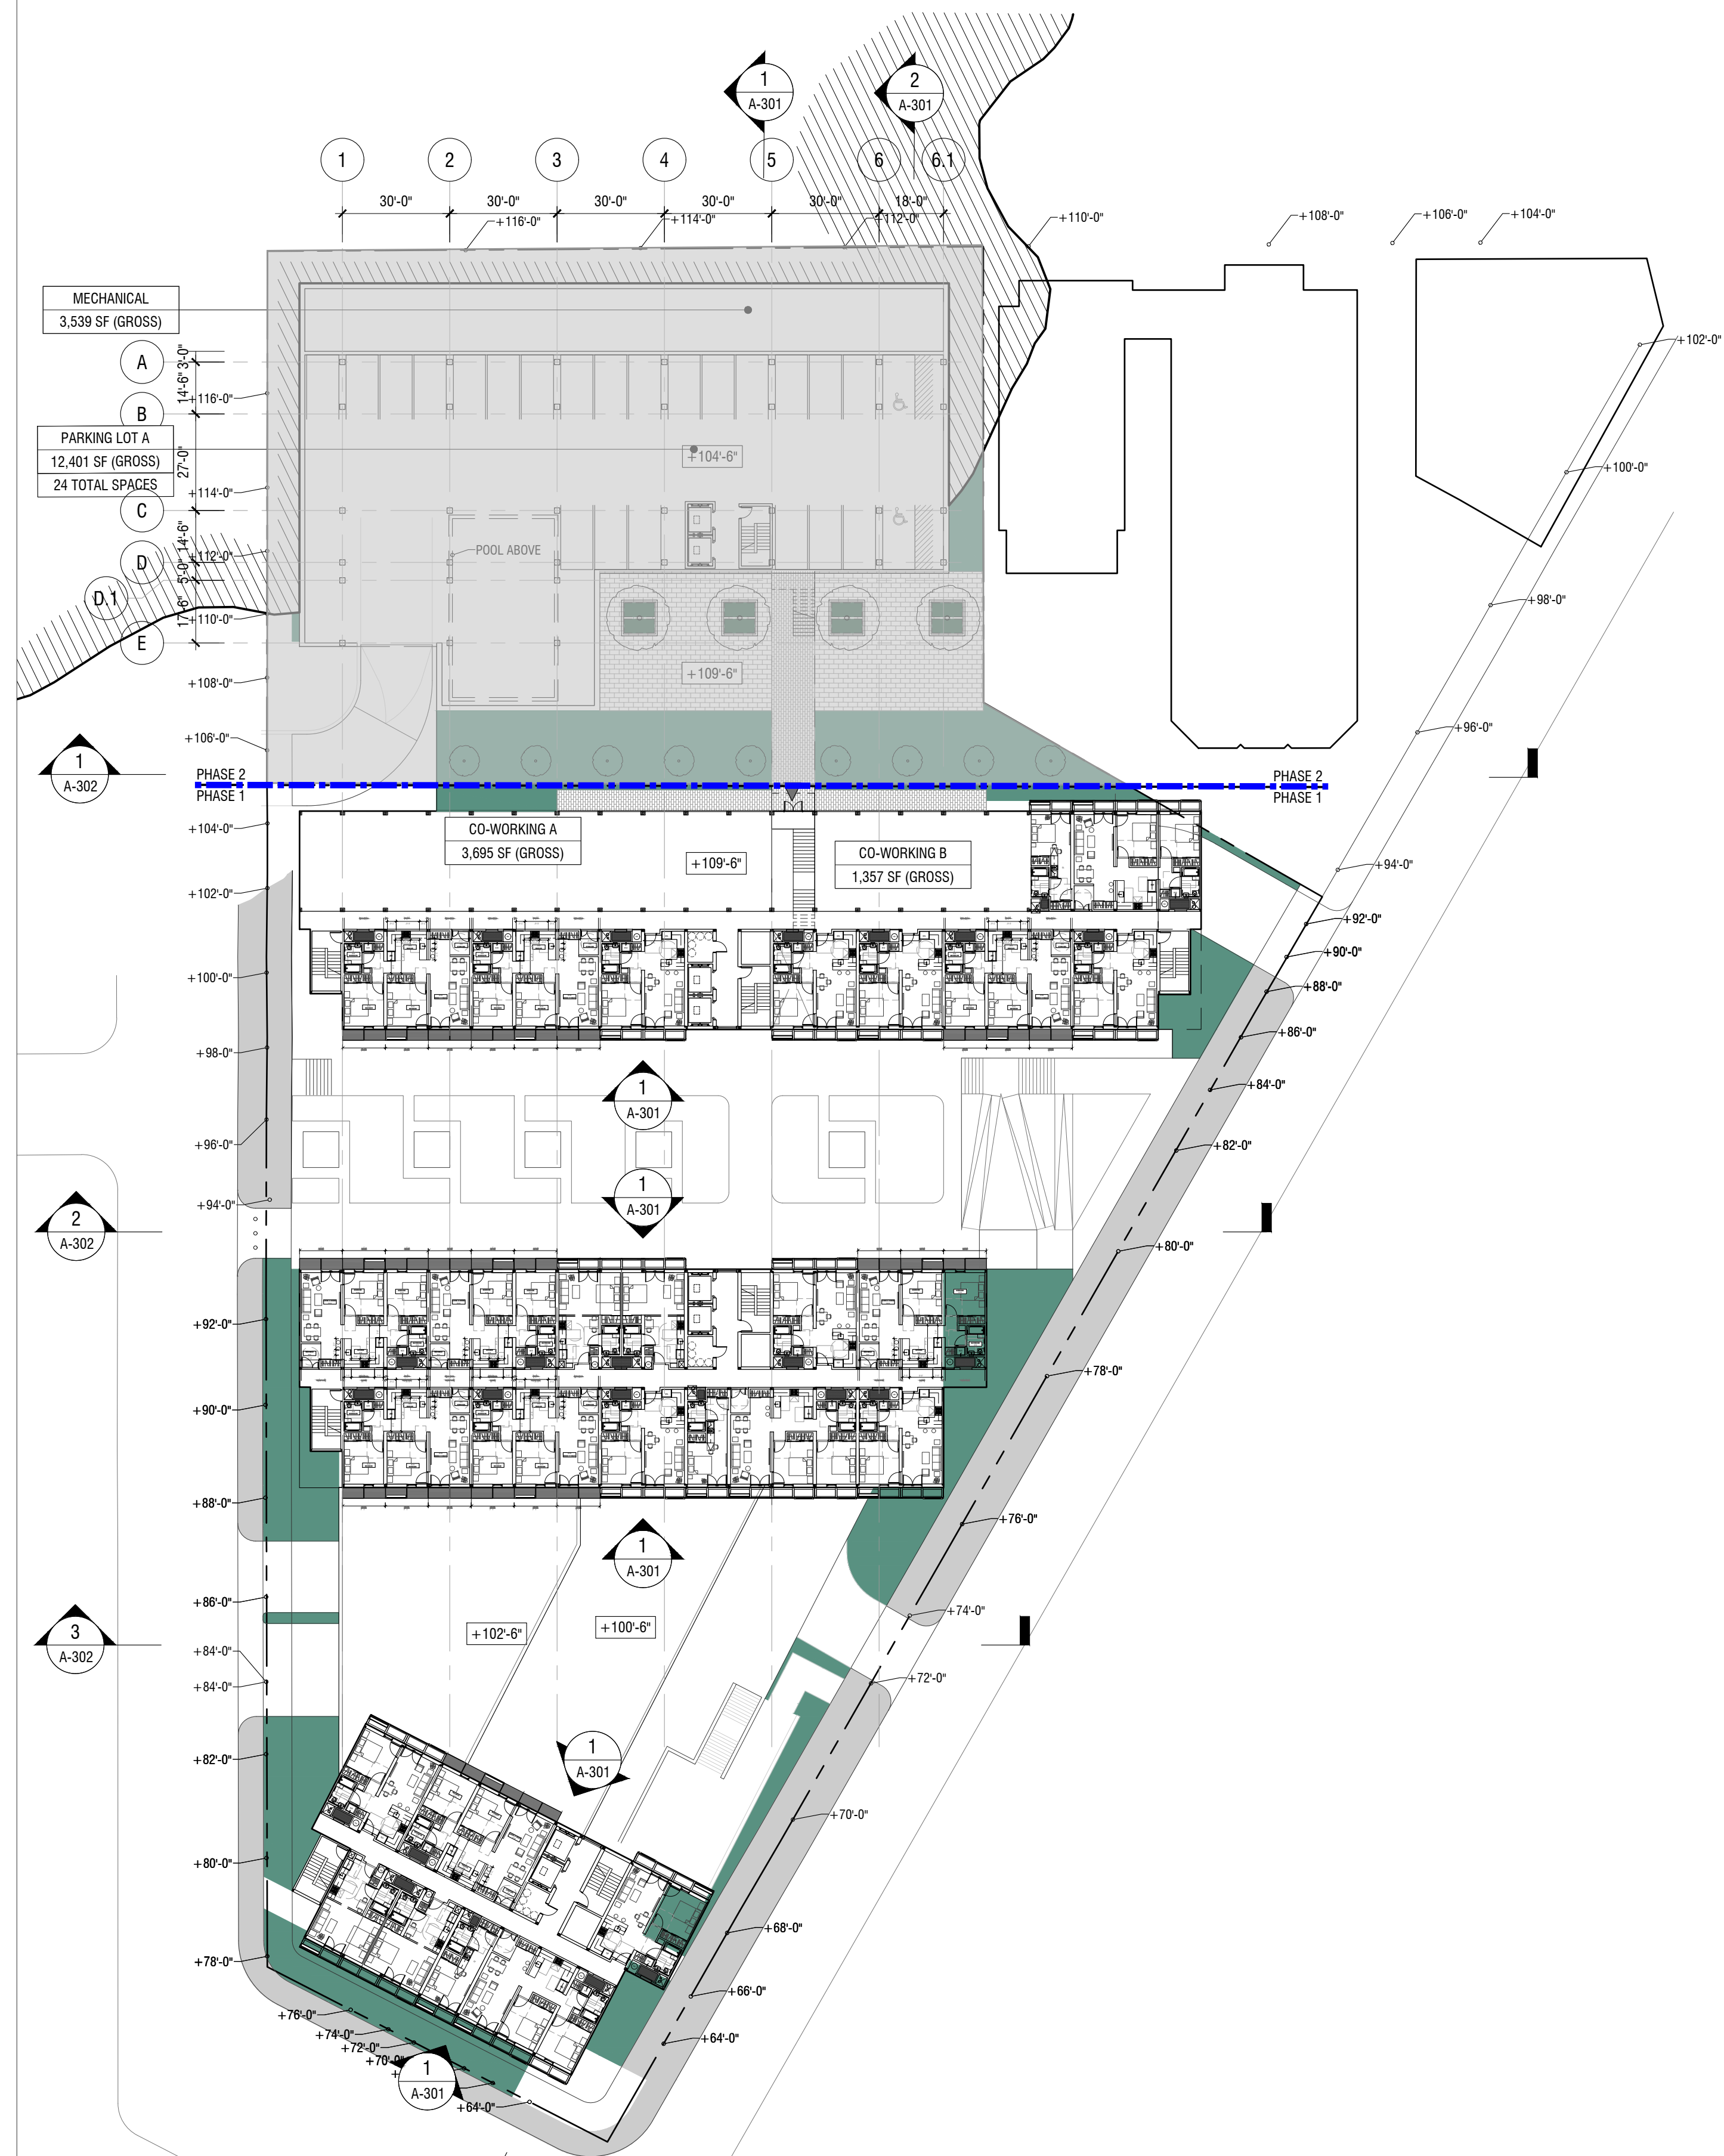 1
A-301
2
A-301
1
2
3
4
5
6
6.1
30'-0"
30'-0"
30'-0"
30'-0"
30'-0"
18'-0"
+116'-0"
+114'-0"
+112'-0"
+110'-0"
+108'-0"
+106'-0"
+104'-0"
MECHANICAL
3,539 SF (GROSS)
+102'-0"
A
3'-0"
14'-6"
+116'-0"
B
PARKING LOT A
12,401 SF (GROSS)
24 TOTAL SPACES
27'-0"
+104'-6"
+100'-0"
+114'-0"
C
14'-6"
POOL ABOVE
+112'-0"
D
5'-0"
D.1
17'-6"
+98'-0"
+110'-0"
E
+109'-6"
+108'-0"
+96'-0"
+106'-0"
1
A-302
PHASE 2
PHASE 2
PHASE 1
PHASE 1
+104'-0"
CO-WORKING A
3,695 SF (GROSS)
+109'-6"
CO-WORKING B
1,357 SF (GROSS)
+94'-0"
+102'-0"
+92'-0"
+90'-0"
+100'-0"
+88'-0"
+86'-0"
+98'-0"
+84'-0"
1
A-301
+96'-0"
+82'-0"
1
A-301
+94'-0"
2
A-302
+80'-0"
+92'-0"
+78'-0"
+90'-0"
+88'-0"
+76'-0"
1
A-301
+86'-0"
+74'-0"
3
A-302
+102'-6"
+100'-6"
+84'-0"
+72'-0"
+84'-0"
+82'-0"
1
A-301
+70'-0"
+80'-0"
+68'-0"
+78'-0"
+66'-0"
+76'-0"
+74'-0"
+64'-0"
+72'-0"
+70'-0"
1
A-301
+64'-0"